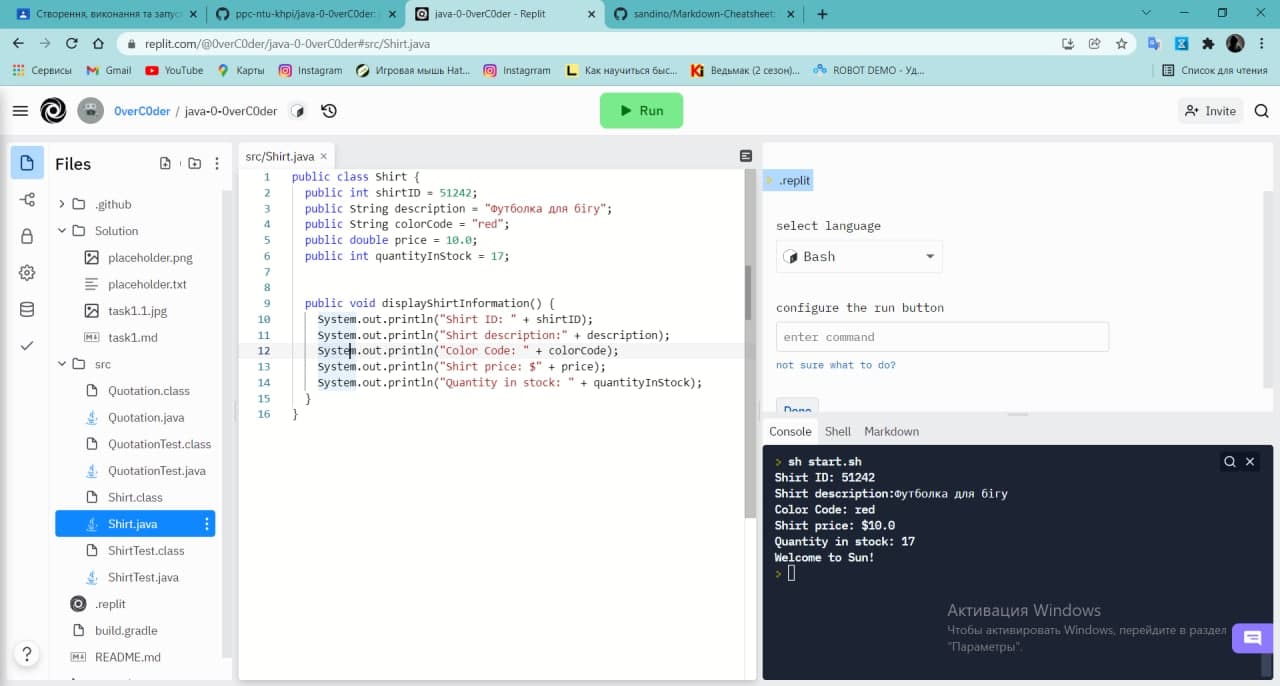 Створення, виконання та запус
ppc-ntu-khpi/java-0-0verC0der:
java-0-0verC0der - Replit
sandino/Markdown-Cheatsheet:
replit.com/@0verC0der/java-0-0verC0der#src/Shirt.java
Сервисы
Gmail
YouTube
Карты
Instagram
Игровая мышь Hat...
Instagrram
Как научиться быс...
Ведьмак (2 сезон)...
ROBOT DEMO - Уд...
Список для чтения
0verC0der / java-0-0verC0der
Run
Invite
Files
.github
Solution
placeholder.png
placeholder.txt
task1.1.jpg
task1.md
src
Quotation.class
Quotation.java
QuotationTest.class
QuotationTest.java
Shirt.class
Shirt.java
ShirtTest.class
ShirtTest.java
.replit
build.gradle
README.md
src/Shirt.java
1 public class Shirt {
2 public int shirtID = 51242;
3 public String description = "Футболка для бігу";
4 public String colorCode = "red";
5 public double price = 10.0;
6 public int quantityInStock = 17;
7
8
9 public void displayShirtInformation() {
10 System.out.println("Shirt ID: " + shirtID);
11 System.out.println("Shirt description:" + description);
12 System.out.println("Color Code: " + colorCode);
13 System.out.println("Shirt price: $" + price);
14 System.out.println("Quantity in stock: " + quantityInStock);
15 }
16 }
.replit
select language
Bash
configure the run button
enter command
not sure what to do?
Done
Console Shell Markdown
> sh start.sh
Shirt ID: 51242
Shirt description:Футболка для бігу
Color Code: red
Shirt price: $10.0
Quantity in stock: 17
Welcome to Sun!
>
Активация Windows
Чтобы активировать Windows, перейдите в раздел
"Параметры".